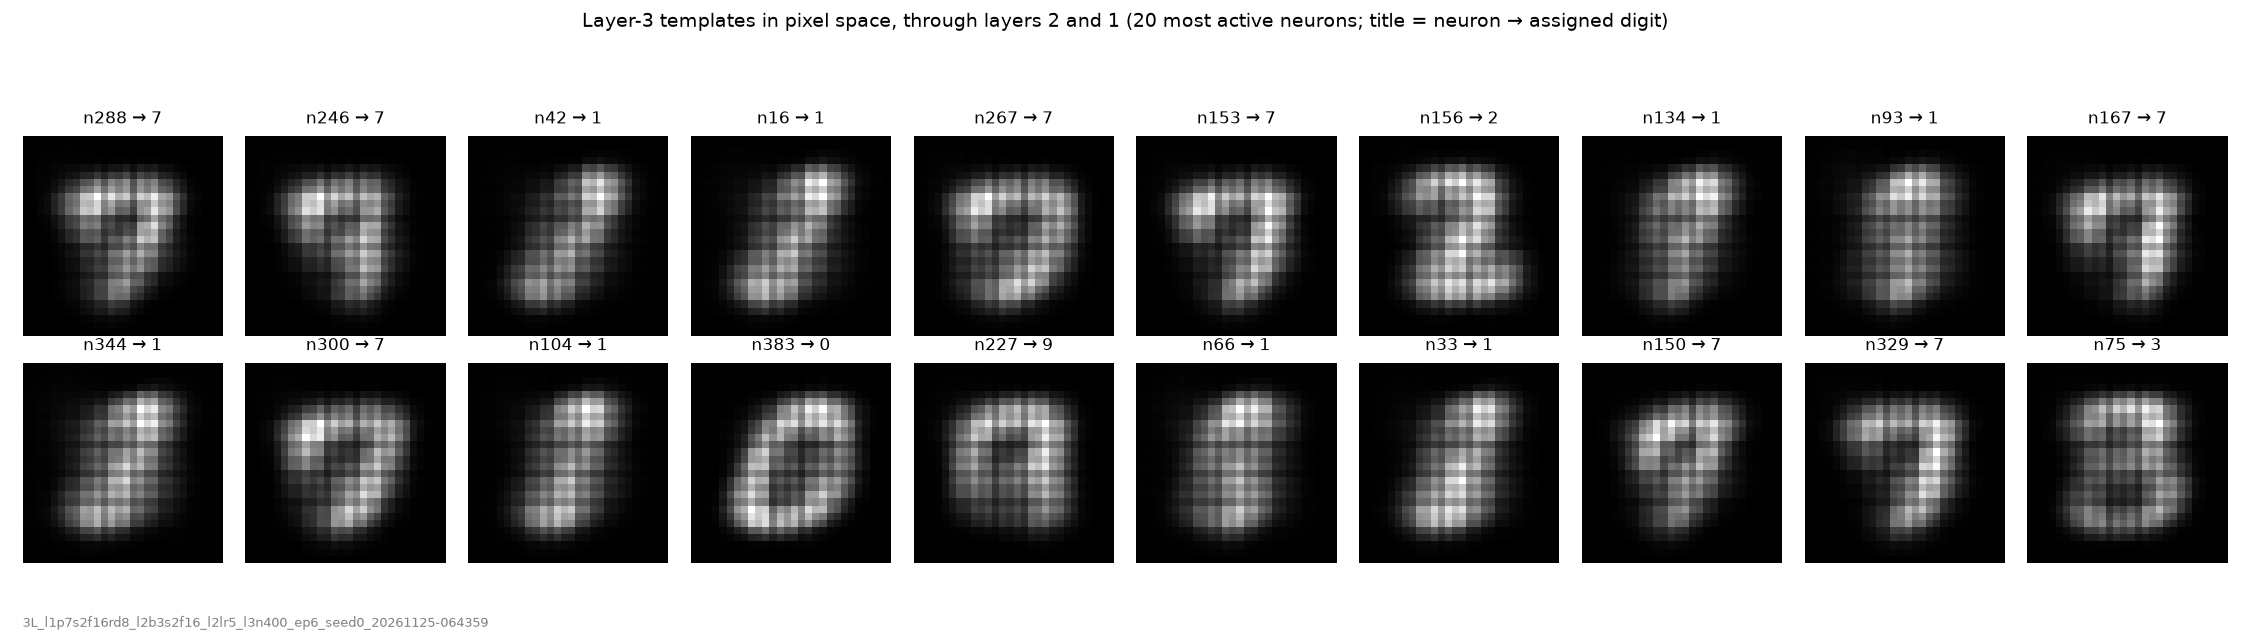 Layer-3 templates in pixel space, through layers 2 and 1 (20 most active neurons; title = neuron → assigned digit)
n288 → 7 n246 → 7 n42 → 1 n16 → 1 n267 → 7 n153 → 7 n156 → 2 n134 → 1 n93 → 1 n167 → 7
n344 → 1 n300 → 7 n104 → 1 n383 → 0 n227 → 9 n66 → 1 n33 → 1 n150 → 7 n329 → 7 n75 → 3
3L_l1p7s2f16rd8_l2b3s2f16_l2lr5_l3n400_ep6_seed0_20261125-064359